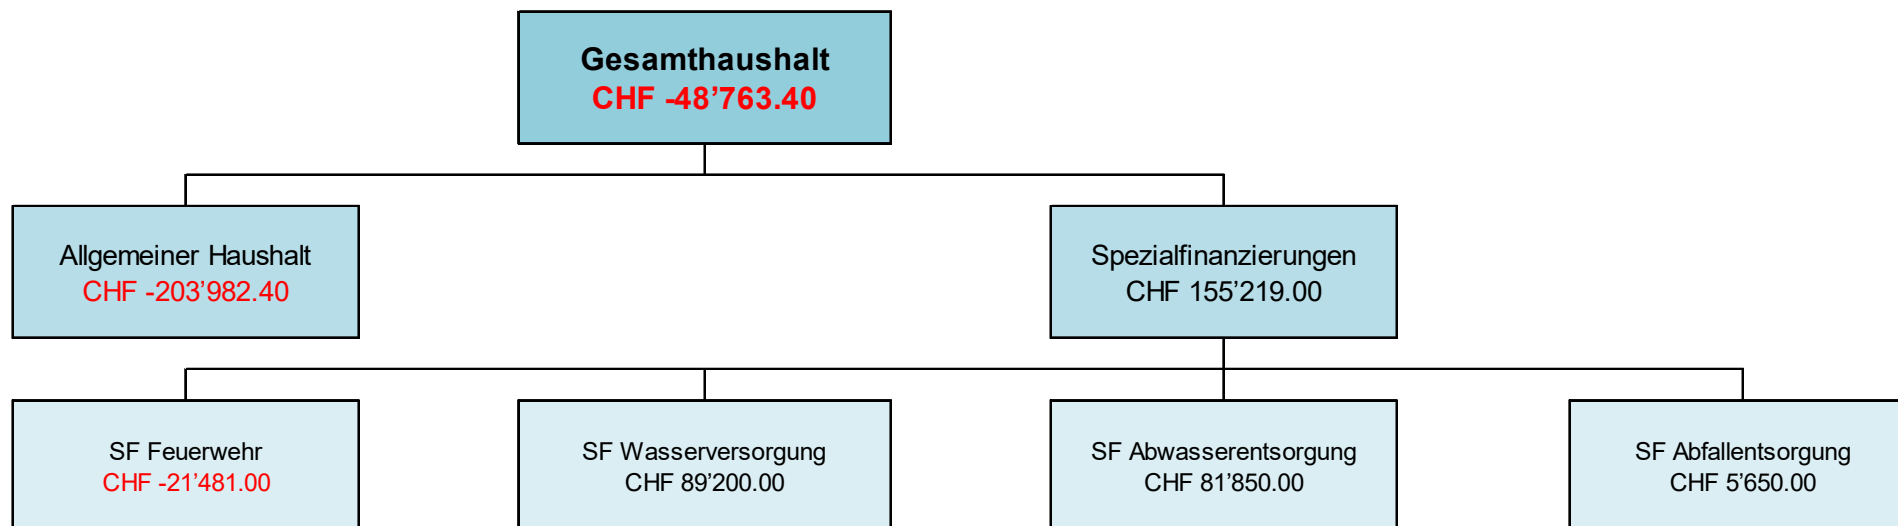 Gesamthaushalt
CHF -48’763.40
Allgemeiner Haushalt
CHF -203’982.40
Spezialfinanzierungen
CHF 155’219.00
SF Feuerwehr
CHF -21’481.00
SF Wasserversorgung
CHF 89’200.00
SF Abwasserentsorgung
CHF 81’850.00
SF Abfallentsorgung
CHF 5’650.00